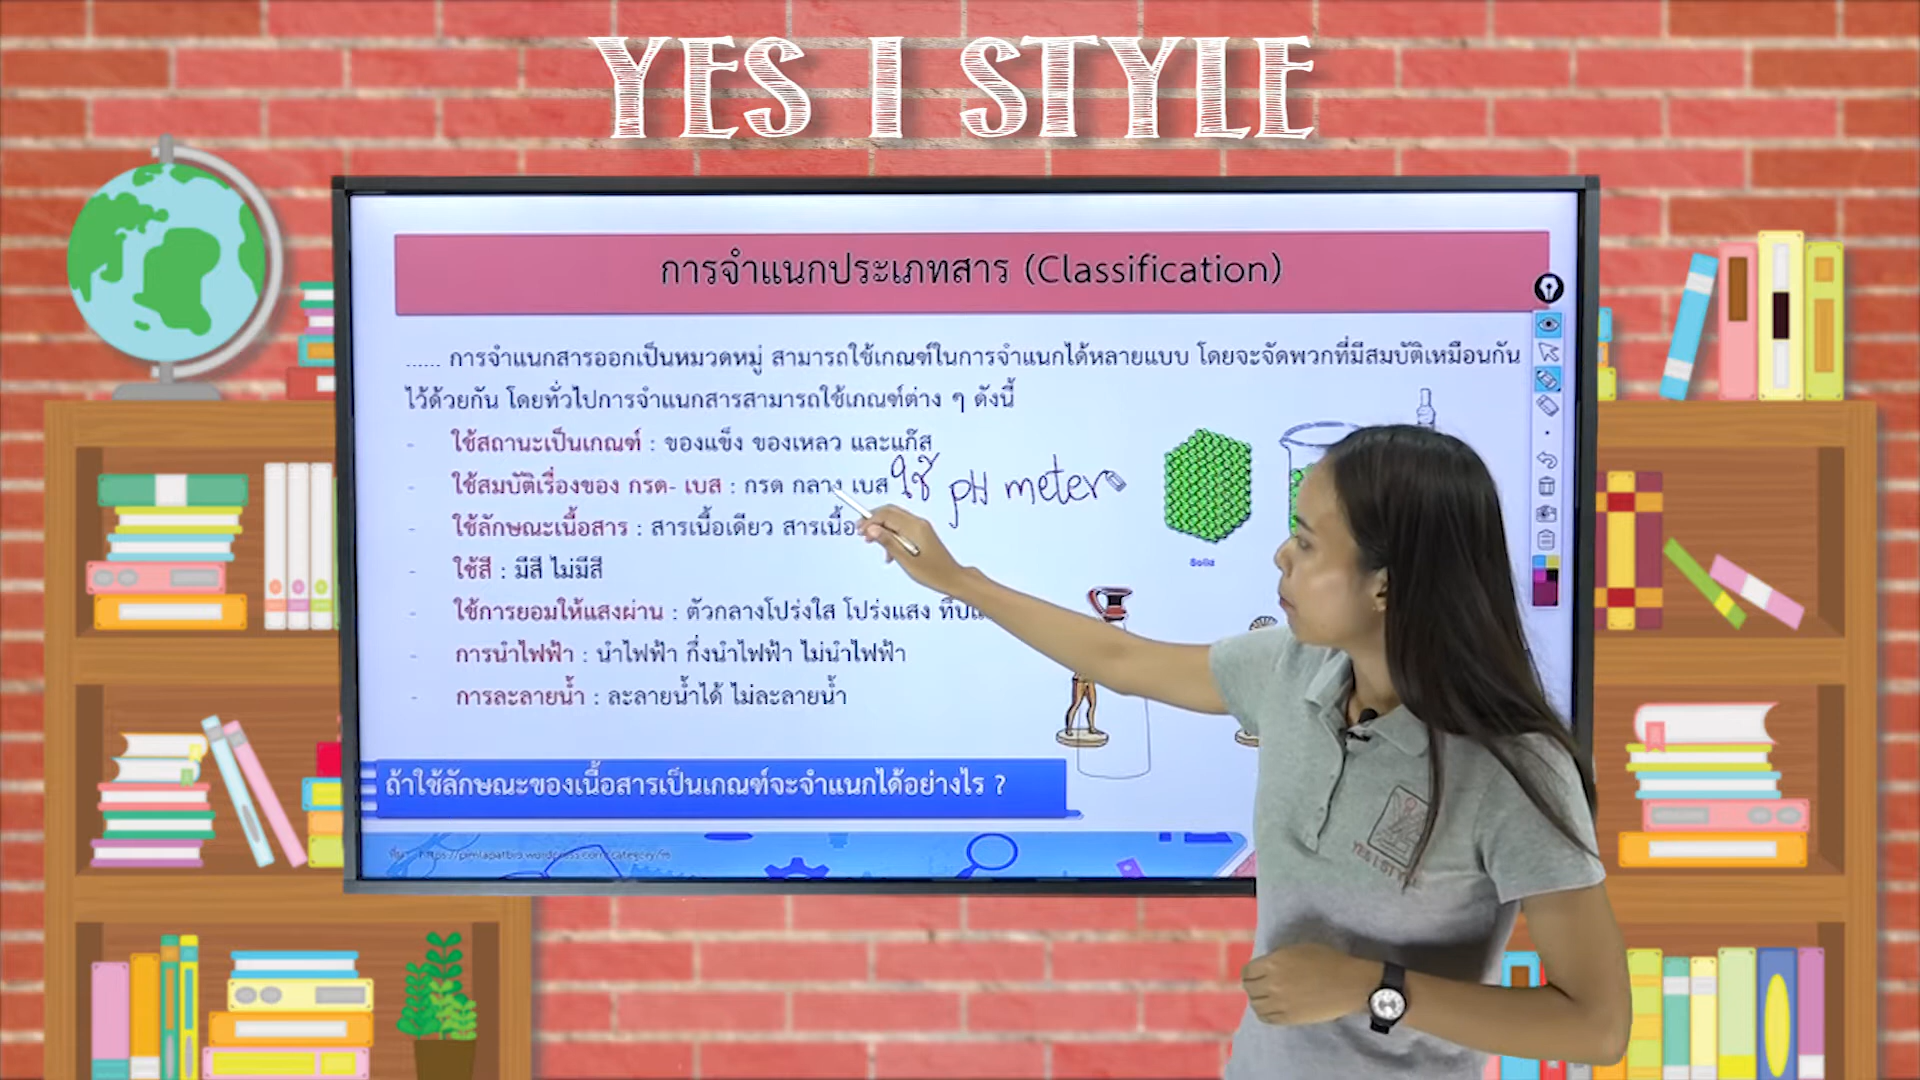 YES I STYLE
การจำแนกประเภทสาร (Classification)
...... การจำแนกสารออกเป็นหมวดหมู่ สามารถใช้เกณฑ์ในการจำแนกได้หลายแบบ โดยจะจัดพวกที่มีสมบัติเหมือนกัน
ไว้ด้วยกัน โดยทั่วไปการจำแนกสารสามารถใช้เกณฑ์ต่าง ๆ ดังนี้
- ใช้สถานะเป็นเกณฑ์ : ของแข็ง ของเหลว และแก๊ส
- ใช้สมบัติเรื่องของ กรด- เบส : กรด กลาง เบส ใช้ pH meter
- ใช้ลักษณะเนื้อสาร : สารเนื้อเดียว สารเนื้อ
- ใช้สี : มีสี ไม่มีสี
- ใช้การยอมให้แสงผ่าน : ตัวกลางโปร่งใส โปร่งแสง ทึบ
- การนำไฟฟ้า : นำไฟฟ้า กึ่งนำไฟฟ้า ไม่นำไฟฟ้า
- การละลายน้ำ : ละลายน้ำได้ ไม่ละลายน้ำ
Solid
ถ้าใช้ลักษณะของเนื้อสารเป็นเกณฑ์จะจำแนกได้อย่างไร ?
YES I STYLE